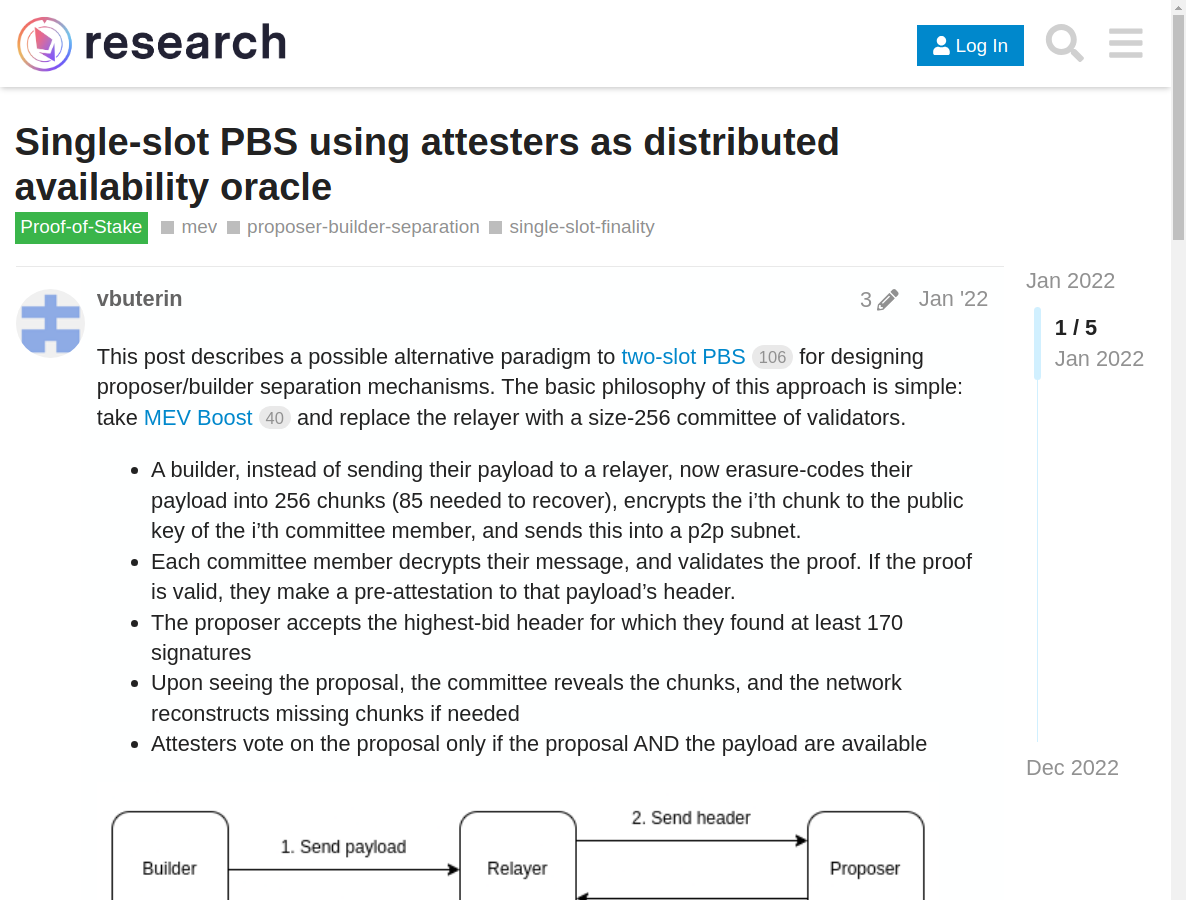 research
Log In
Single-slot PBS using attesters as distributed
availability oracle
Proof-of-Stake mev proposer-builder-separation single-slot-finality
vbuterin 3 Jan '22
This post describes a possible alternative paradigm to two-slot PBS 106 for designing
proposer/builder separation mechanisms. The basic philosophy of this approach is simple:
take MEV Boost 40 and replace the relayer with a size-256 committee of validators.
A builder, instead of sending their payload to a relayer, now erasure-codes their
payload into 256 chunks (85 needed to recover), encrypts the i’th chunk to the public
key of the i’th committee member, and sends this into a p2p subnet.
Each committee member decrypts their message, and validates the proof. If the proof
is valid, they make a pre-attestation to that payload’s header.
The proposer accepts the highest-bid header for which they found at least 170
signatures
Upon seeing the proposal, the committee reveals the chunks, and the network
reconstructs missing chunks if needed
Attesters vote on the proposal only if the proposal AND the payload are available
Jan 2022
1 / 5
Jan 2022
Dec 2022
2. Send header
1. Send payload
Builder Relayer Proposer